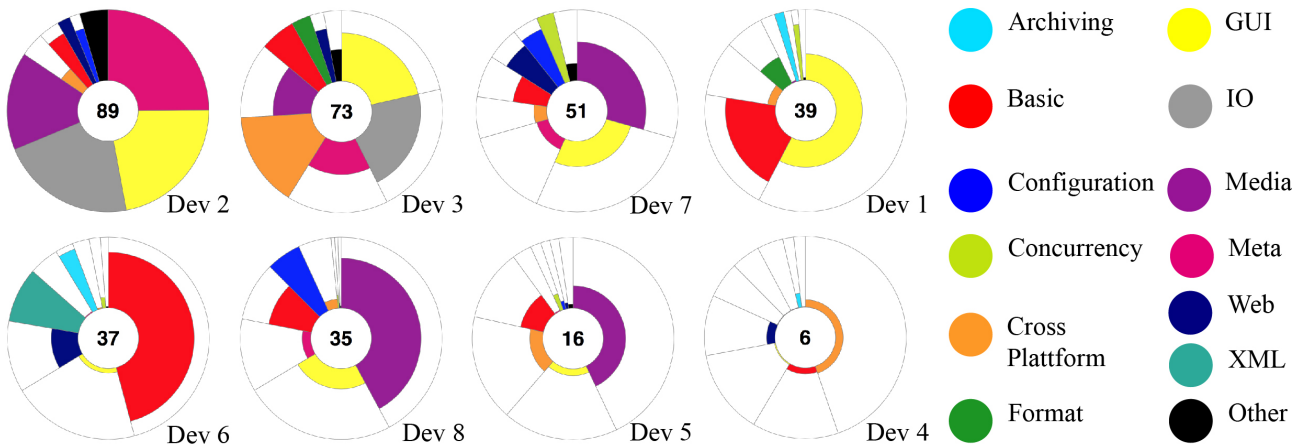 89
Dev 2
73
Dev 3
51
Dev 7
39
Dev 1
37
Dev 6
35
Dev 8
16
Dev 5
6
Dev 4
Archiving
GUI
Basic
IO
Configuration
Media
Concurrency
Meta
Cross
Plattform
Web
XML
Format
Other